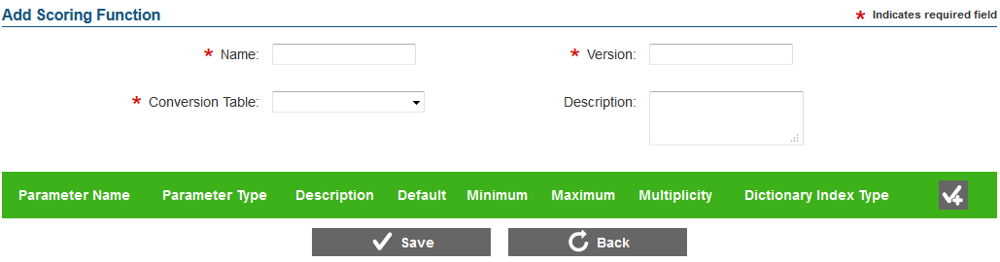 Add Scoring Function
* Indicates required field
* Name:
* Version:
* Conversion Table:
Description:
Parameter Name Parameter Type Description Default Minimum Maximum Multiplicity Dictionary Index Type
Save Back